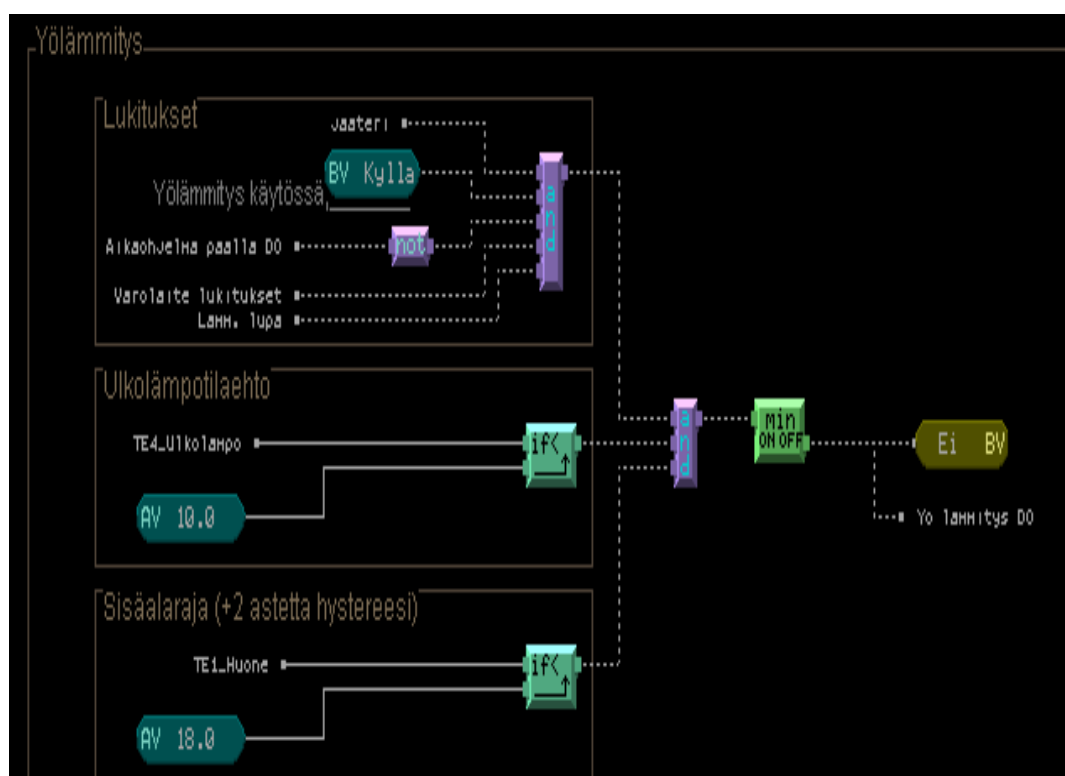 Yölämmitys
Lukitukset
Jaateri
BV Kylla
Yölämmitys käytössä,
and
Aikaohjelma paalla DO
not
Varolaite lukitukset
Lamm. lupa
Ulkolämpotilaehto
TE4_Ulkolampo
if<
AV 10.0
and
min
ON OFF
Ei BV
Yo lammitys DO
Sisäalaraja (+2 astetta hystereesi)
TE1_Huone
if<
AV 18.0